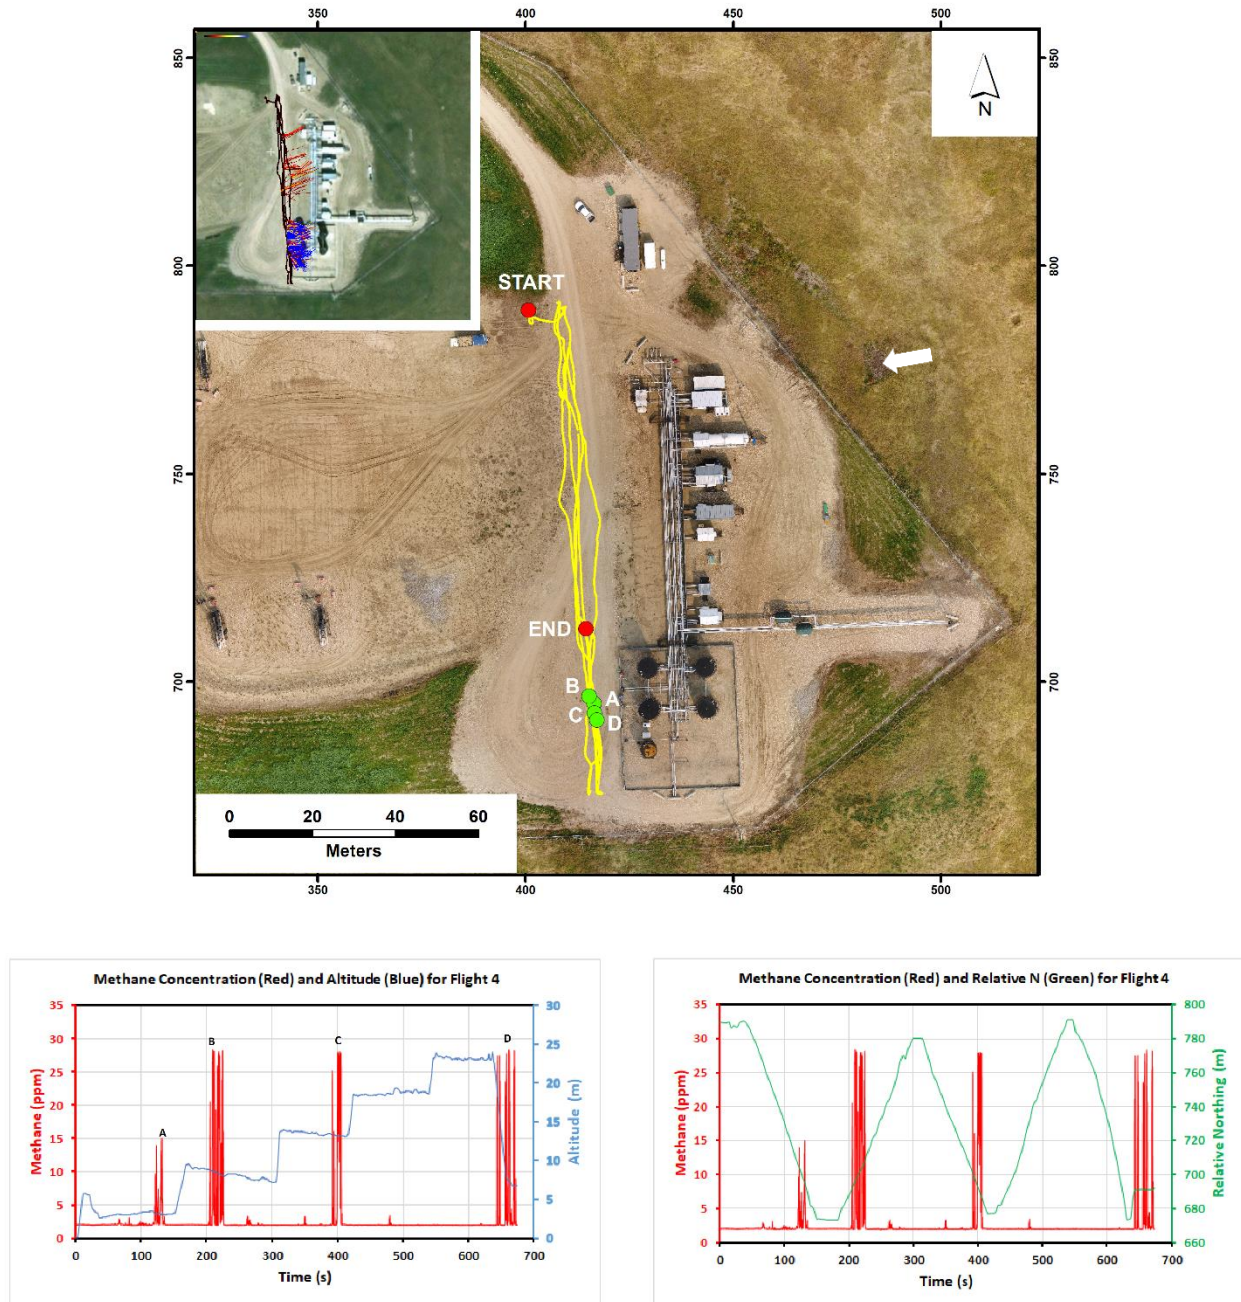 350 400 450 500
850 850
N
START
800 800
750 750
END
B
A
700 700
C
D
0 20 40 60
Meters
350 400 450 500
Methane Concentration (Red) and Altitude (Blue) for Flight 4
35 30
30 25
25 20
20 15
15 10
10 5
5 0
0
B C D
A
Methane (ppm)
Altitude (m)
0 100 200 300 400 500 600 700
Time (s)
Methane Concentration (Red) and Relative N (Green) for Flight 4
35 800
30 780
25 760
20 740
15 720
10 700
5 680
0 660
Methane (ppm)
Relative Northing (m)
0 100 200 300 400 500 600 700
Time (s)